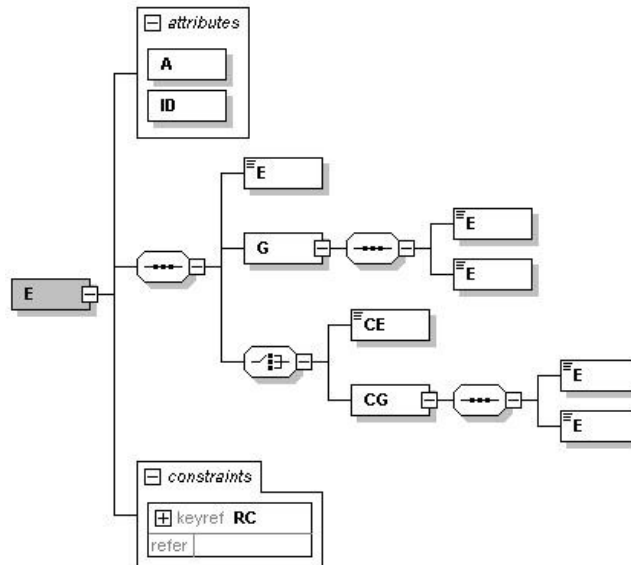 attributes
A
ID
E
G
E
E
E
CE
CG
E
E
constraints
keyref RC
refer